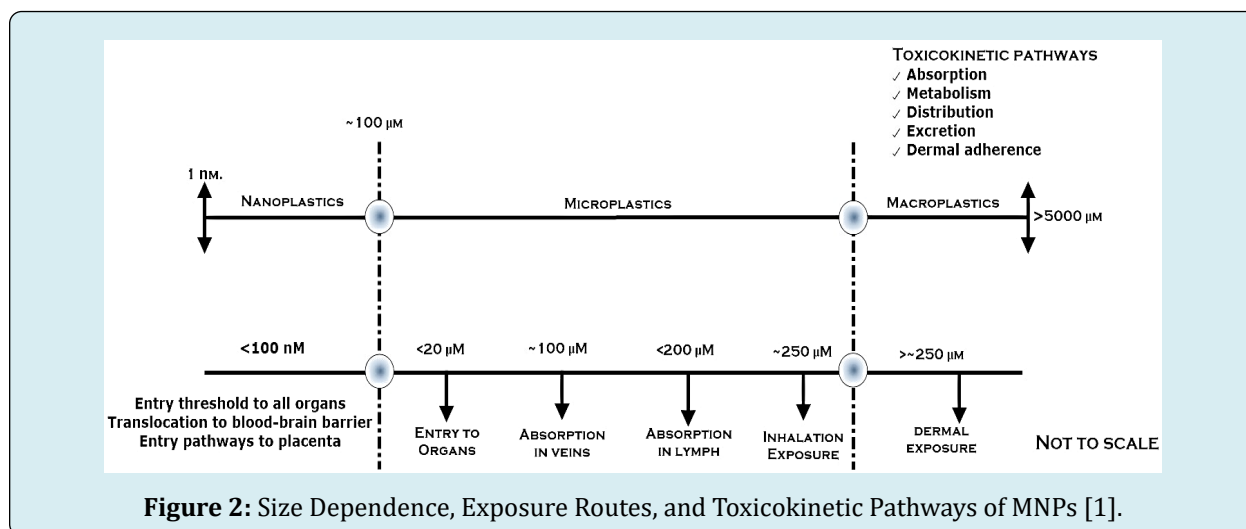 TOXICOKINETIC PATHWAYS
✓ Absorption
✓ Metabolism
✓ Distribution
✓ Excretion
✓ Dermal adherence
~100 µM
1 NM.
NANOPLASTICS
MICROPLASTICS
MACROPLASTICS
>5000 µM
<100 nM
<20 µM
~100 µM
<200 µM
~250 µM
>~250 µM
Entry threshold to all organs
Translocation to blood-brain barrier
Entry pathways to placenta
ENTRY TO
ORGANS
ABSORPTION
IN VEINS
ABSORPTION
IN LYMPH
INHALATION
EXPOSURE
DERMAL
EXPOSURE
NOT TO SCALE
Figure 2: Size Dependence, Exposure Routes, and Toxicokinetic Pathways of MNPs [1].